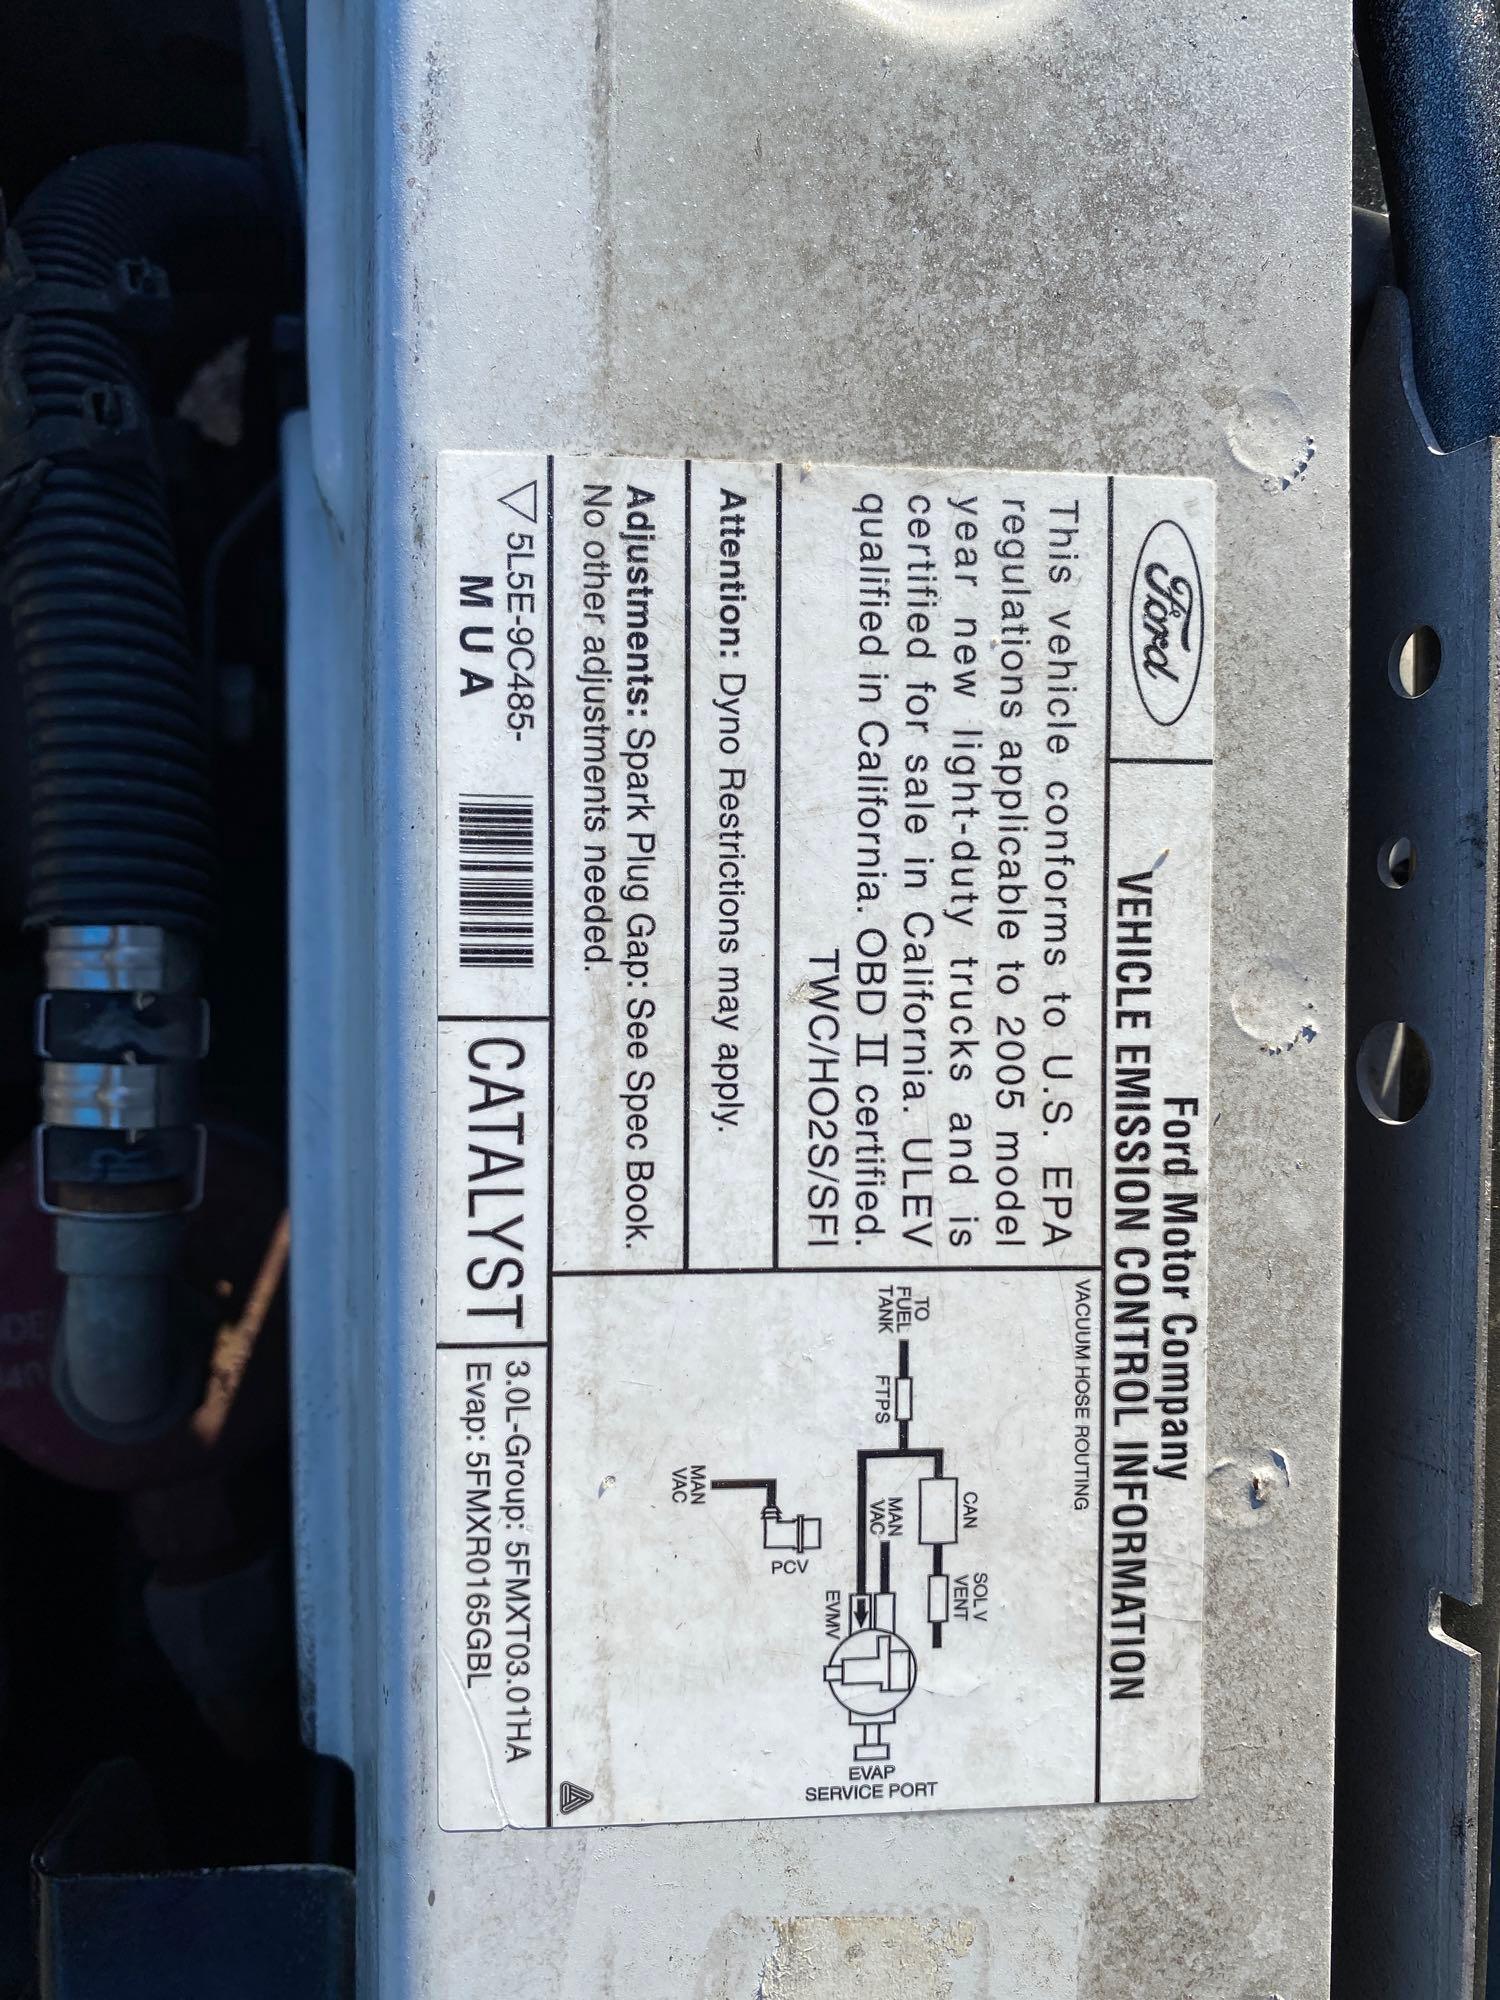 Ford
Ford Motor Company
VEHICLE EMISSION CONTROL INFORMATION
This vehicle conforms to U.S. EPA
regulations applicable to 2005 model
year new light-duty trucks and is
certified for sale in California. ULEV
qualified in California. OBD II certified.
TWC/HO2S/SFI
Attention: Dyno Restrictions may apply.
Adjustments: Spark Plug Gap: See Spec Book.
No other adjustments needed.
VACUUM HOSE ROUTING
TO
FUEL
TANK
FTPS
CAN
SOLV
VENT
MAN
VAC
EVMV
EVAP
SERVICE PORT
MAN
VAC
PCV
5L5E-9C485-
MUA
CATALYST
3.0L-Group: 5FMXT03.01HA
Evap: 5FMXR0165GBL